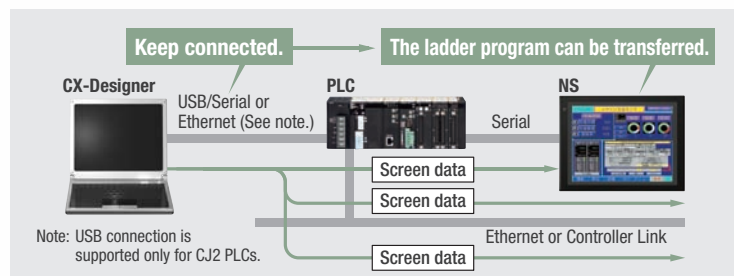 Keep connected.
The ladder program can be transferred.
CX-Designer
PLC
NS
USB/Serial or
Ethernet (See note.)
Serial
Screen data
Screen data
Ethernet or Controller Link
Screen data
Note: USB connection is
supported only for CJ2 PLCs.